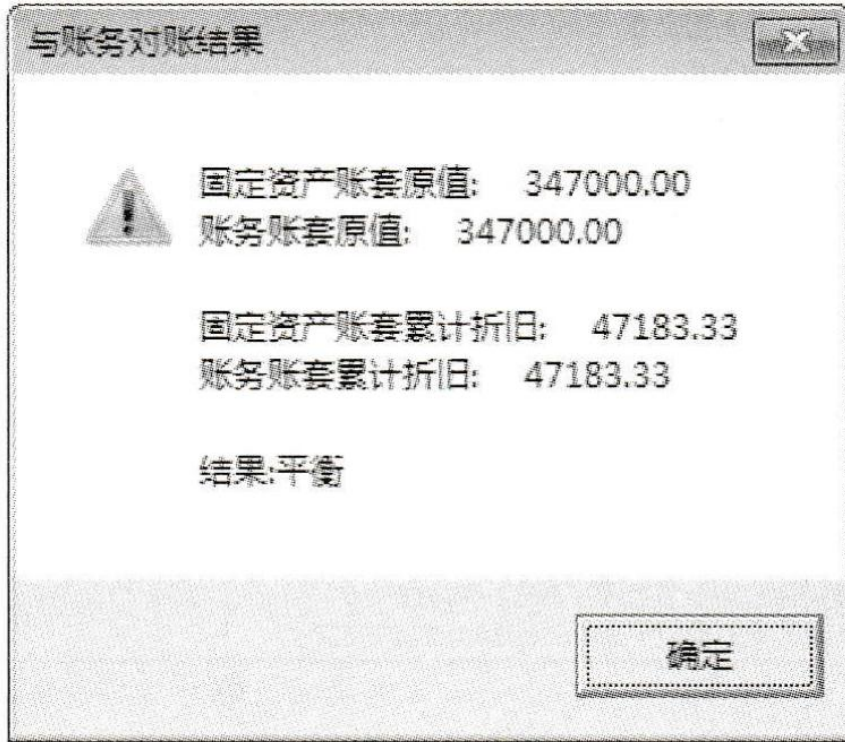 与账务对账结果
固定资产账套原值: 347000.00
账务账套原值: 347000.00
固定资产账套累计折旧: 47183.33
账务账套累计折旧: 47183.33
结果:平衡
确定